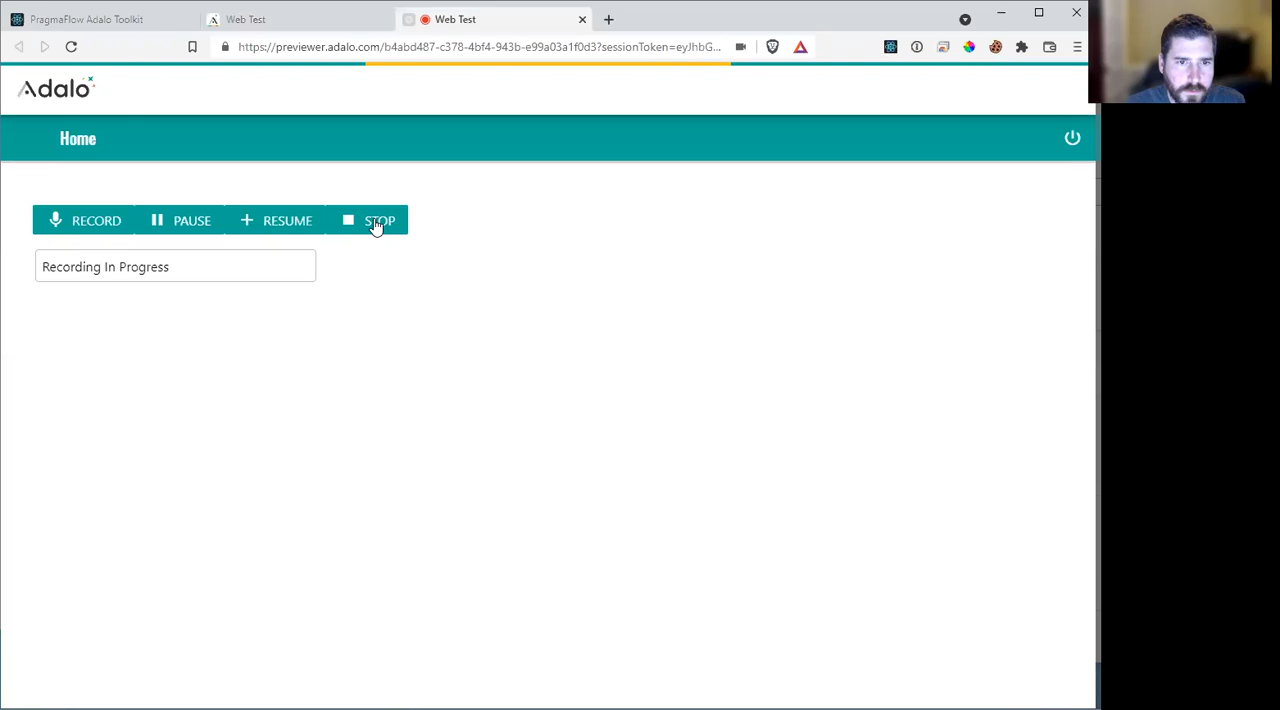 PragmaFlow Adalo Toolkit
Web Test
Web Test
https://previewer.adalo.com/b4abd487-c378-4bf4-943b-e99a03a1f0d3?sessionToken=eyJhbG...
Adalo
Home
RECORD
PAUSE
RESUME
STOP
Recording In Progress